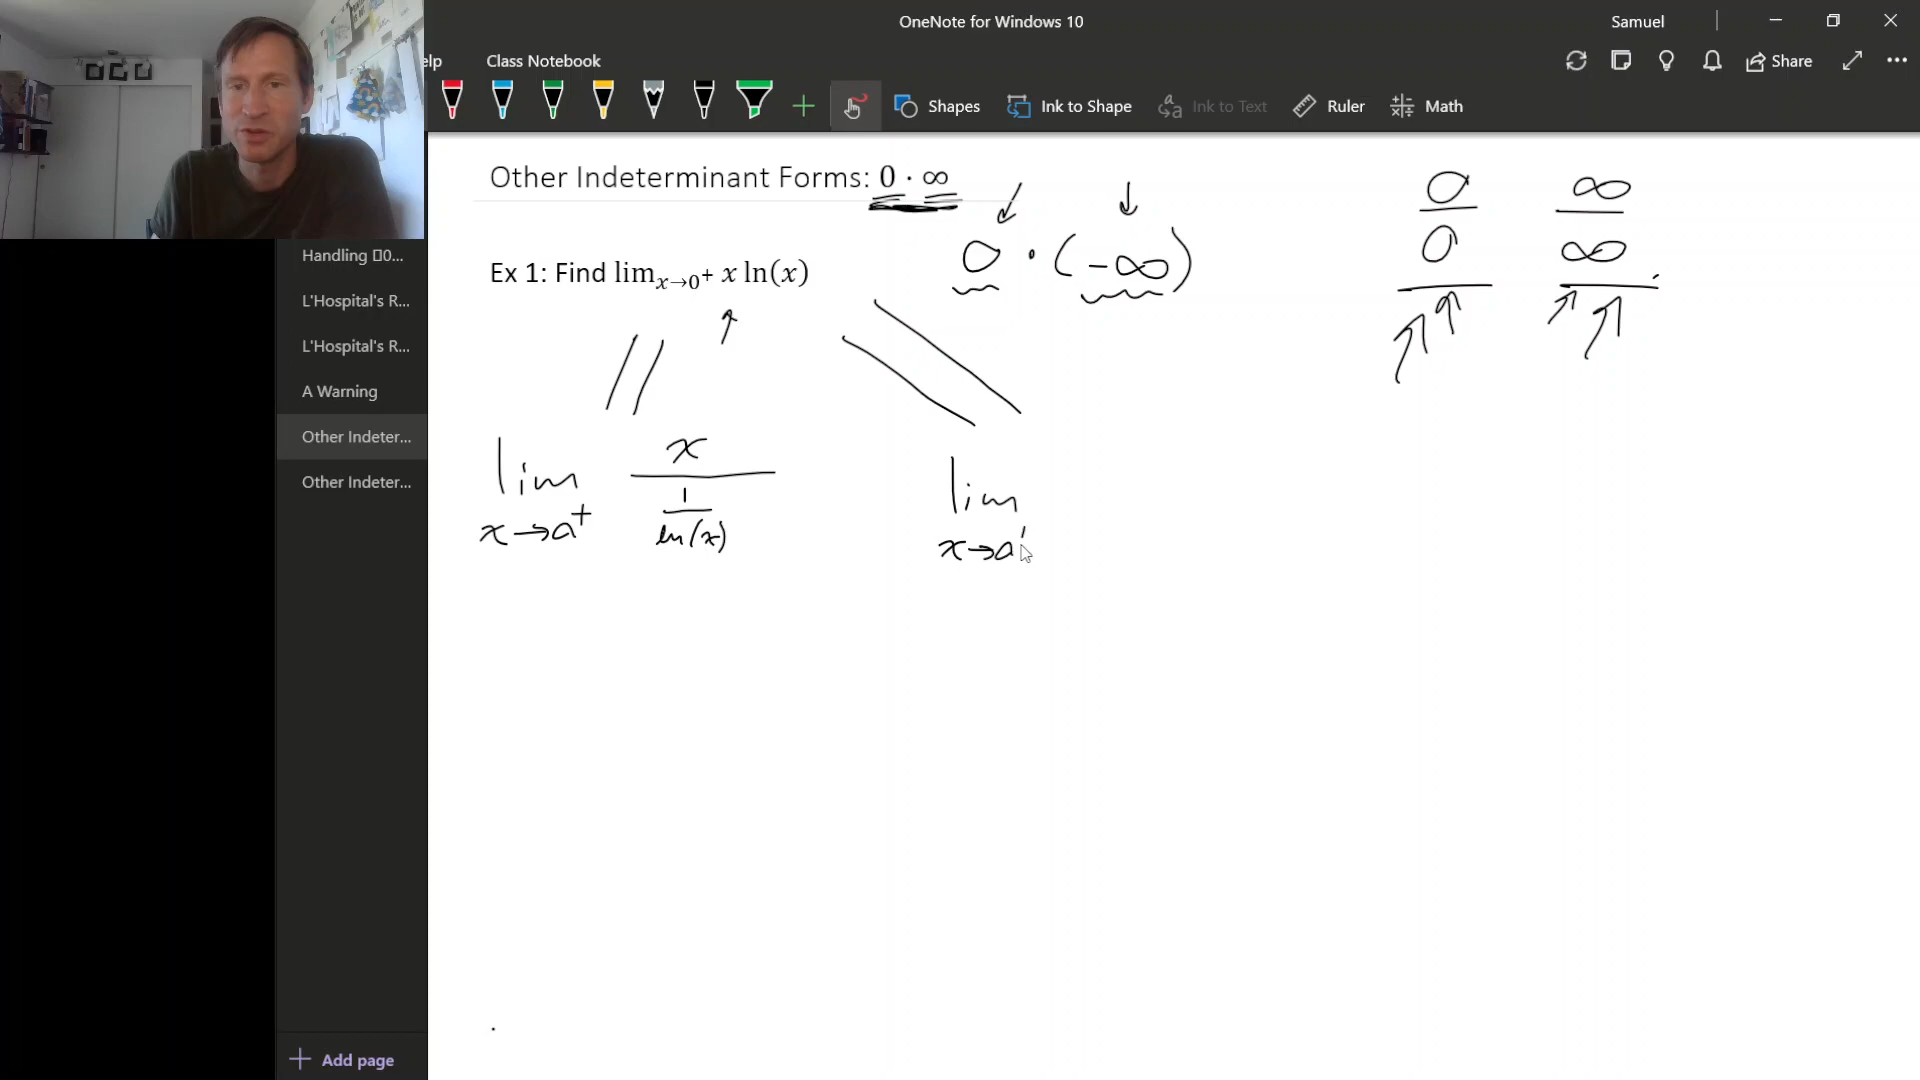 OneNote for Windows 10
Samuel
elp
Class Notebook
Share
Shapes
Ink to Shape
Ink to Text
Ruler
Math
Handling □0...
L'Hospital's R...
L'Hospital's R...
A Warning
Other Indeter...
Other Indeter...
Add page
Other Indeterminant Forms: 0 · ∞
0 · (-∞)
0/0
∞/∞
Ex 1: Find lim x→0⁺ x ln(x)
lim x→a⁺ x/(1/ln(x))
lim x→a